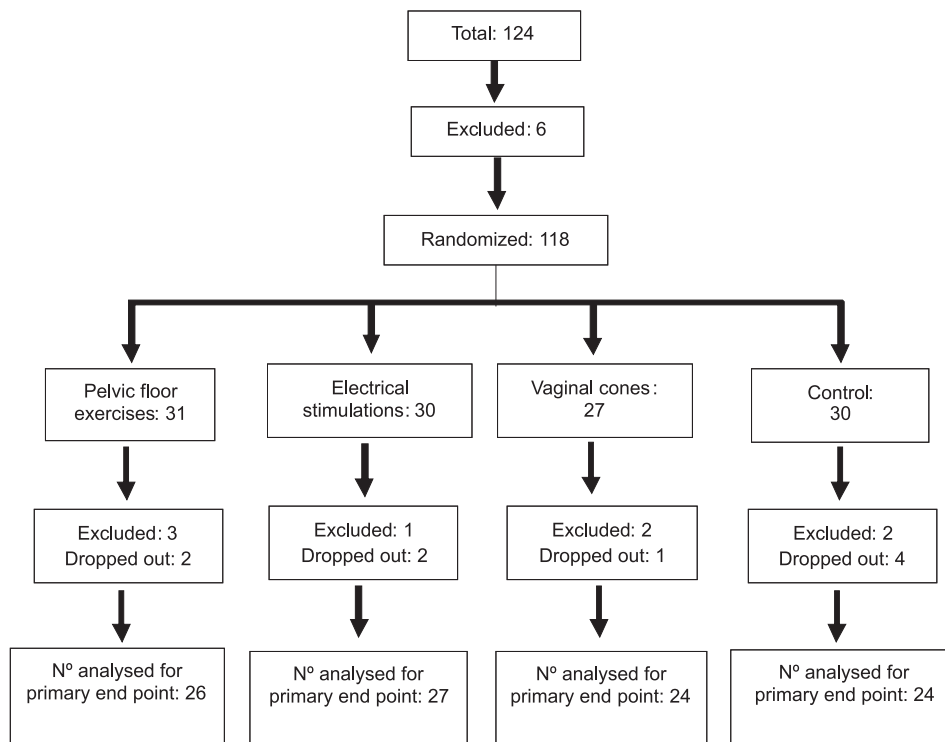 Total: 124
Excluded: 6
Randomized: 118
Pelvic floor
exercises: 31
Electrical
stimulations: 30
Vaginal cones:
27
Control:
30
Excluded: 3
Dropped out: 2
Excluded: 1
Dropped out: 2
Excluded: 2
Dropped out: 1
Excluded: 2
Dropped out: 4
Nº analysed for
primary end point: 26
Nº analysed for
primary end point: 27
Nº analysed for
primary end point: 24
Nº analysed for
primary end point: 24